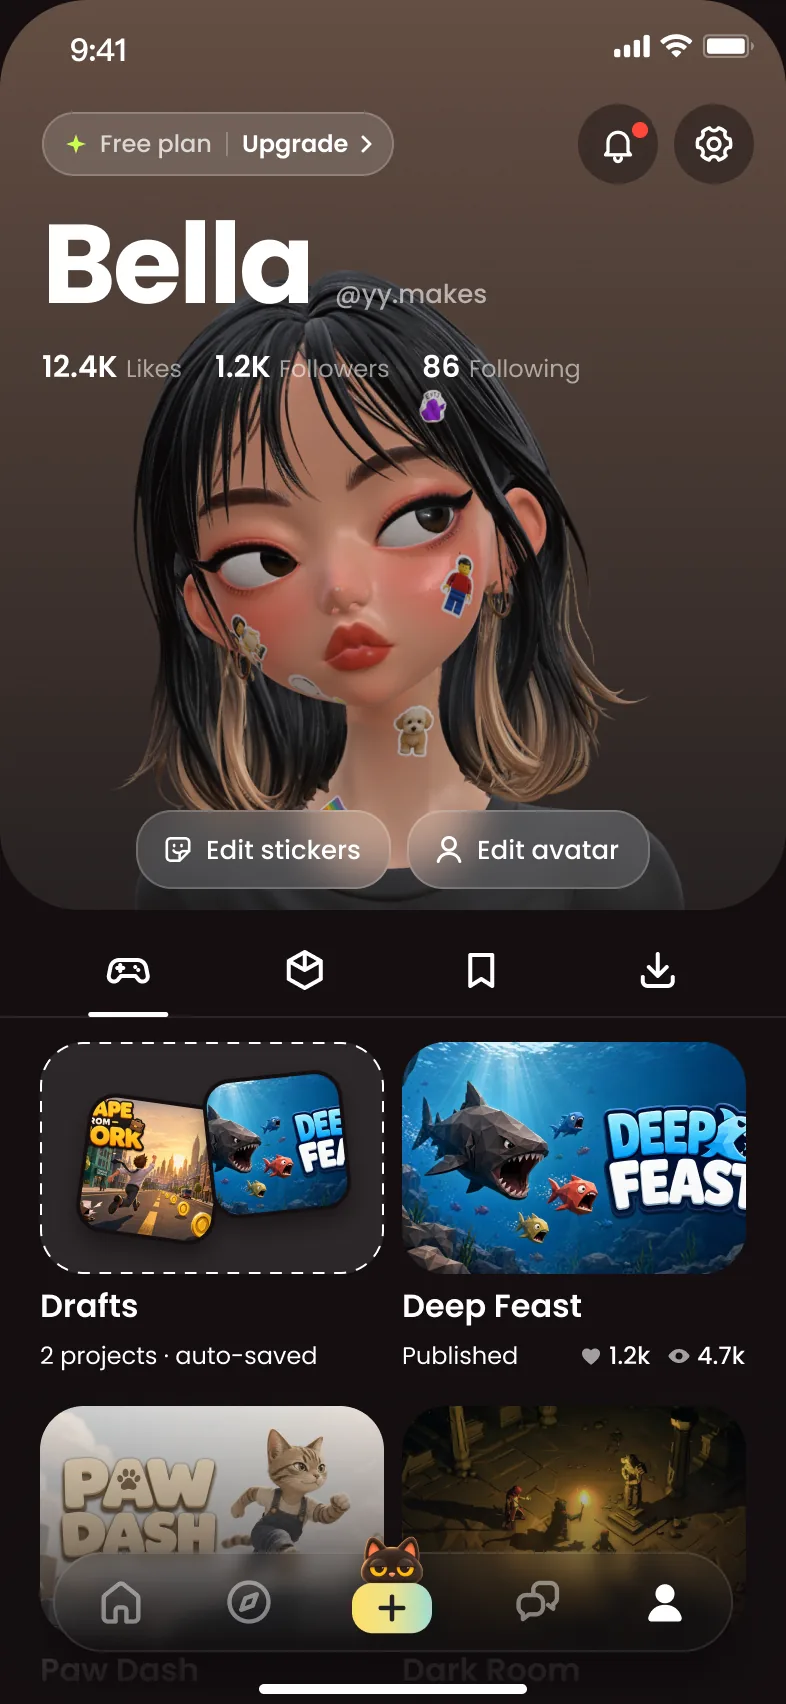 9:41
Free plan | Upgrade
Bella @yy.makes
12.4K Likes 1.2K Followers 86 Following
Edit stickers Edit avatar
APE
ROM
ORK
DEE
FEA
DEEP
FEAST
Drafts
Deep Feast
2 projects · auto-saved
Published 1.2k 4.7k
PAW
DASH
Paw Dash
Dark Room